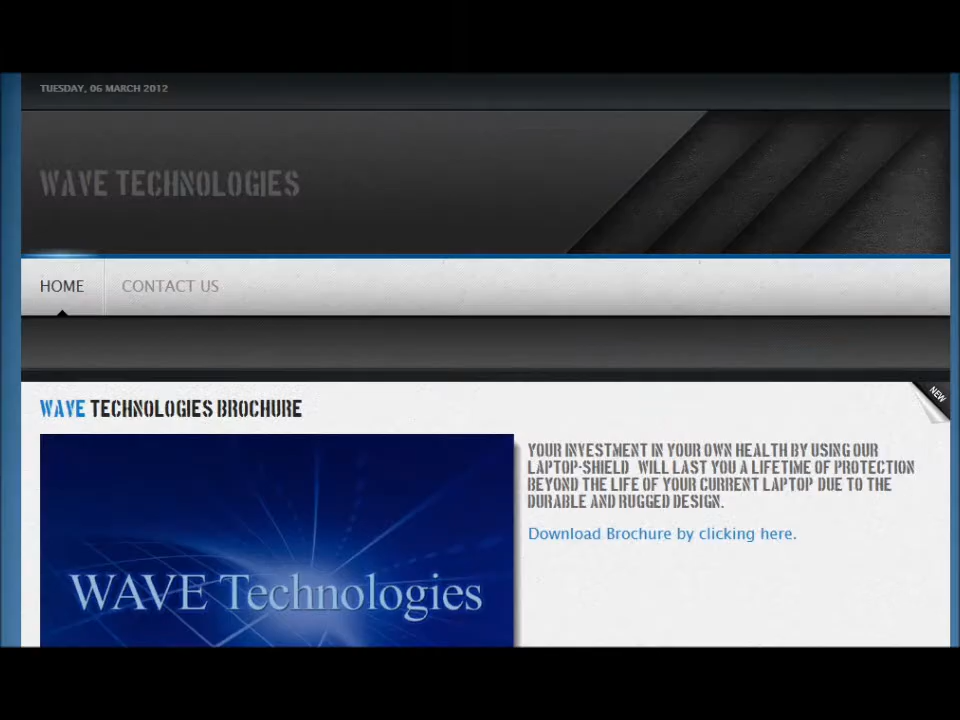 TUESDAY, 06 MARCH 2012
WAVE TECHNOLOGIES
HOME
CONTACT US
NEW
WAVE TECHNOLOGIES BROCHURE
YOUR INVESTMENT IN YOUR OWN HEALTH BY USING OUR
LAPTOP-SHIELD WILL LAST YOU A LIFETIME OF PROTECTION
BEYOND THE LIFE OF YOUR CURRENT LAPTOP DUE TO THE
DURABLE AND RUGGED DESIGN.
Download Brochure by clicking here.
WAVE Technologies